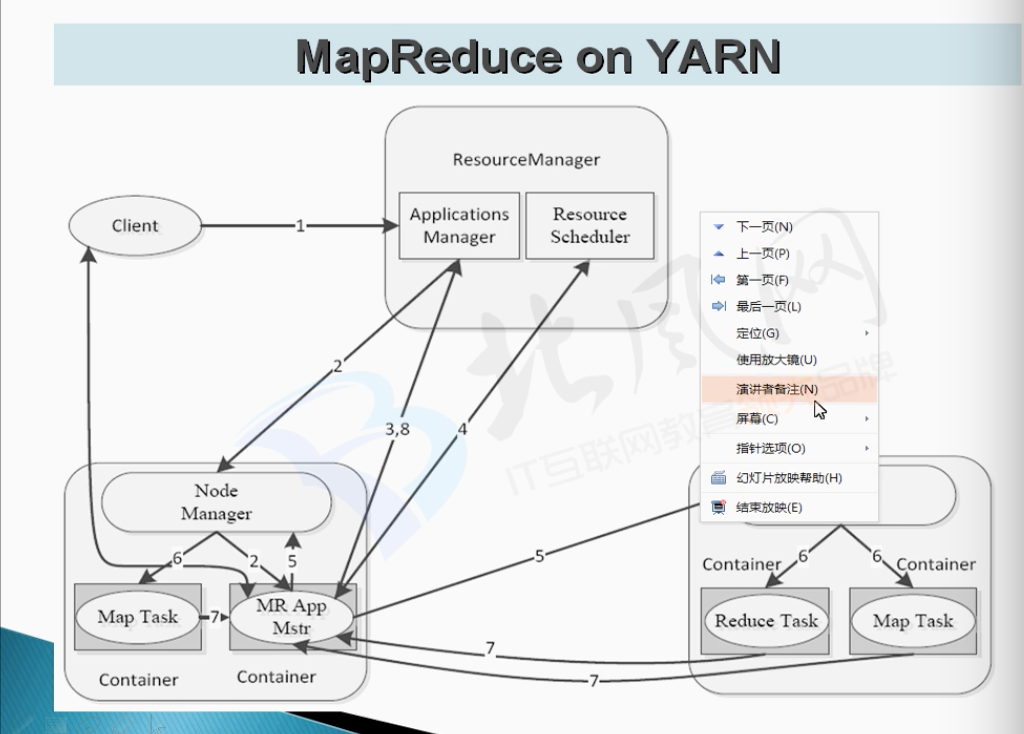 MapReduce on YARN
ResourceManager
Client
1
Applications
Manager
Resource
Scheduler
下一页(N)
上一页(P)
第一页(F)
最后一页(L)
定位(G)
使用放大镜(U)
演讲者备注(N)
屏幕(C)
指针选项(O)
幻灯片放映帮助(H)
结束放映(E)
北风网
IT互联网教育
品牌
2
3,8
4
Node
Manager
6
2
5
5
6
6
Container
Container
Map Task
7
MR App
Mstr
Reduce Task
Map Task
7
7
Container
Container